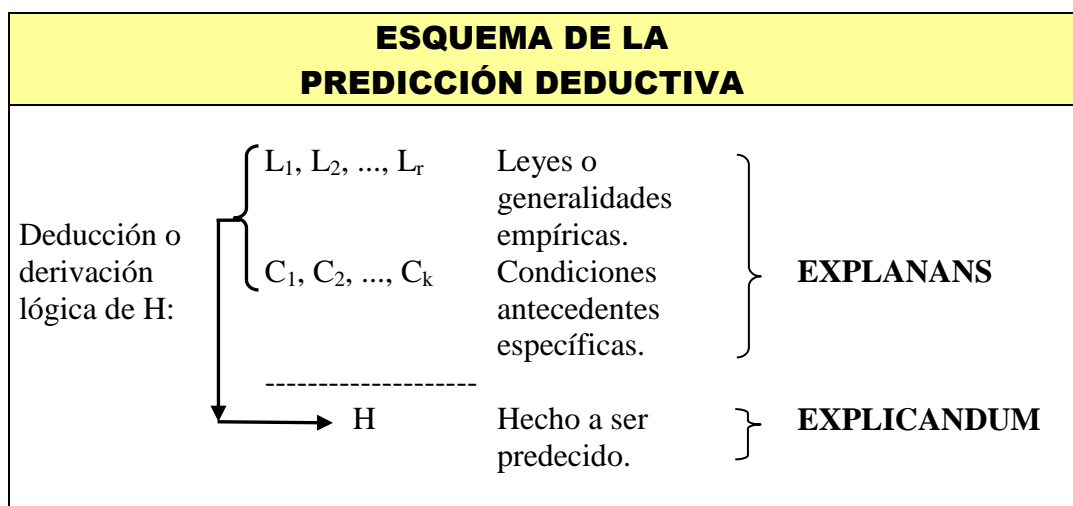 ESQUEMA DE LA
PREDICCIÓN DEDUCTIVA
L1, L2, ..., Lr Leyes o
generalidades
empíricas.
Deducción o
derivación
lógica de H:
C1, C2, ..., Ck Condiciones
antecedentes
específicas.
EXPLANANS
--------------------
H Hecho a ser
predecido.
EXPLICANDUM